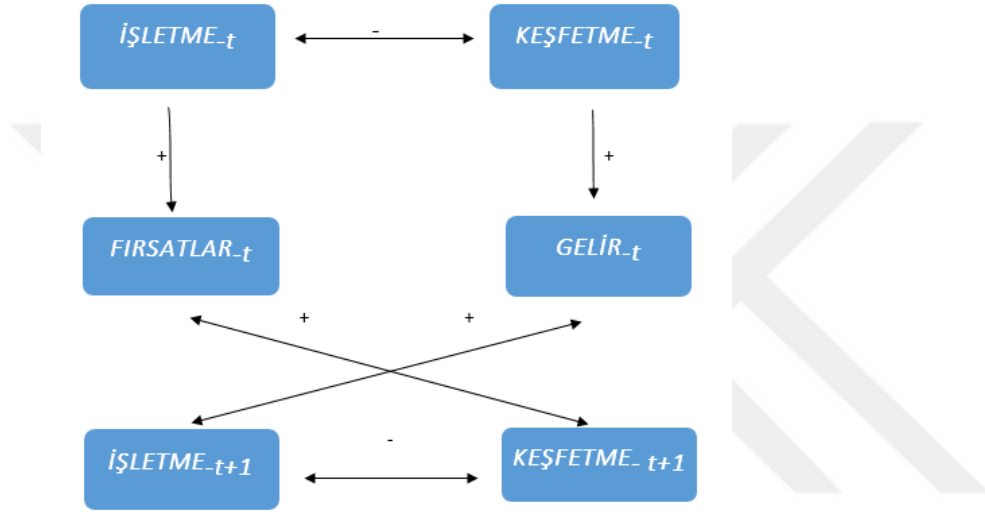 İŞLETME-t
-
KEŞFETME-t
+
+
FIRSATLAR-t
GELİR-t
+
+
İŞLETME-t+1
-
KEŞFETME- t+1